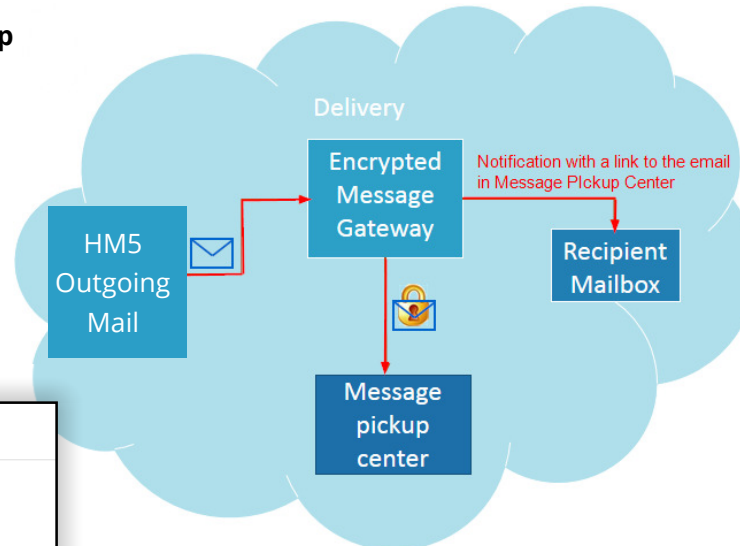 p
Delivery
Encrypted
Message
Gateway
Notification with a link to the email
in Message PIckup Center
HM5
Outgoing
Mail
Recipient
Mailbox
Message
pickup
center